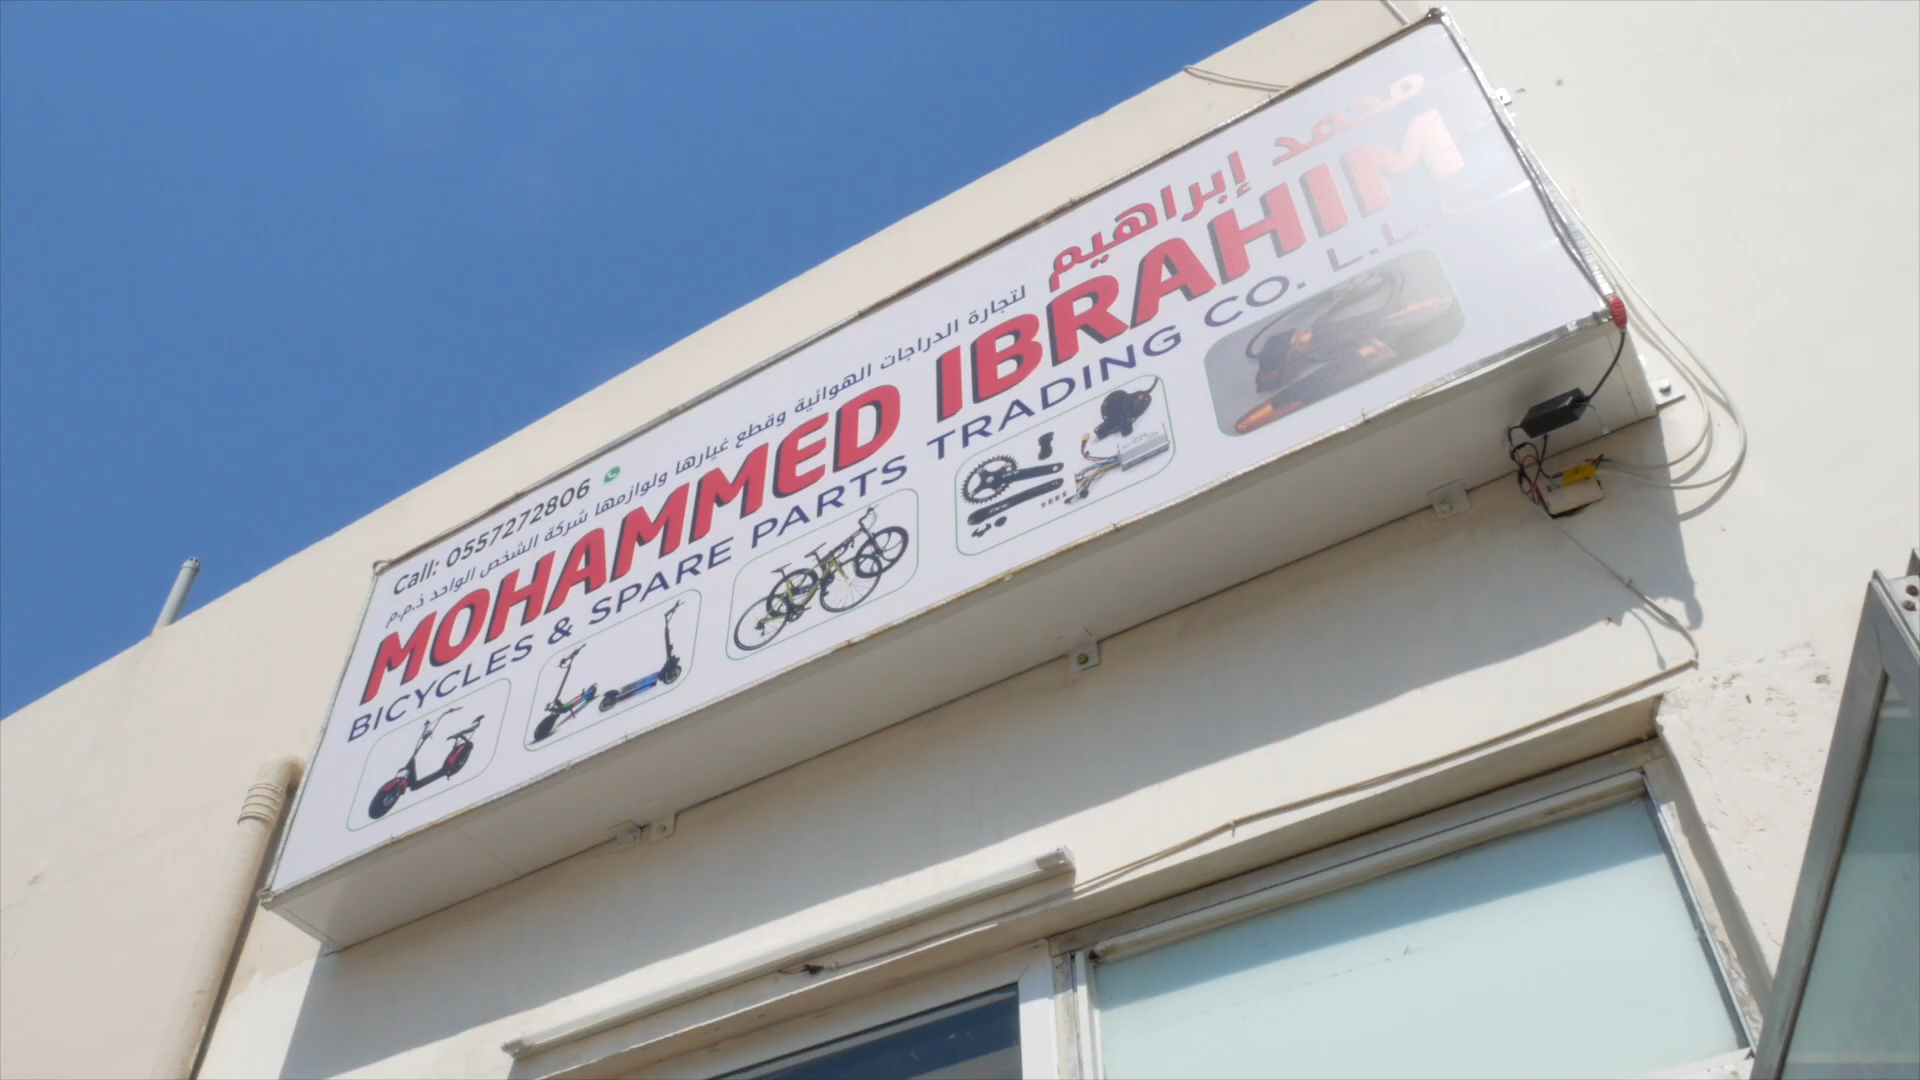 محمد إبراهيم لتجارة الدراجات الهوائية وقطع غيارها ولوازمها شركة الشخص الواحد ذ.م.م
Call: 0557272806
MOHAMMED IBRAHIM
BICYCLES & SPARE PARTS TRADING CO. L.L.